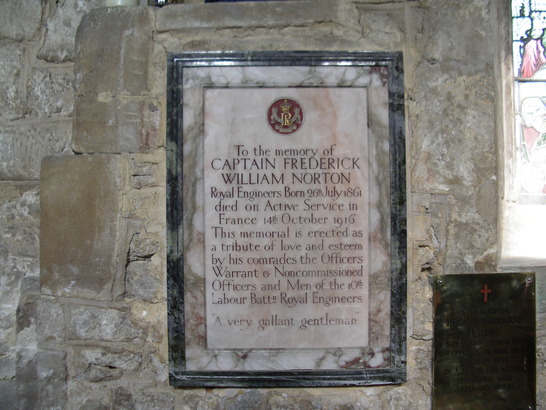 To the memory of
CAPTAIN FREDERICK
WILLIAM NORTON
Royal Engineers Born 26th July 1861
died on Active Service in
France 14th October 1916
This memorial is erected as
a tribute of love and esteem
by his comrades the Officers
Warrant & Noncommissioned
Officers and Men of the 10th
Labour Battn Royal Engineers
"A very gallant gentleman"